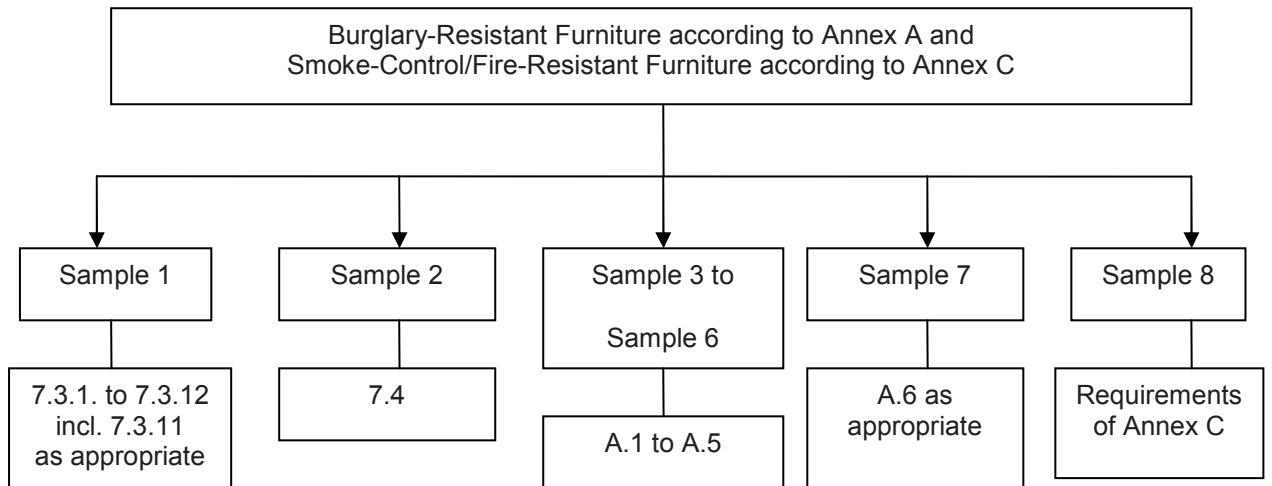 Burglary-Resistant Furniture according to Annex A and
Smoke-Control/Fire-Resistant Furniture according to Annex C
Sample 1
Sample 2
Sample 3 to
Sample 6
Sample 7
Sample 8
7.3.1. to 7.3.12
incl. 7.3.11
as appropriate
7.4
A.1 to A.5
A.6 as
appropriate
Requirements
of Annex C